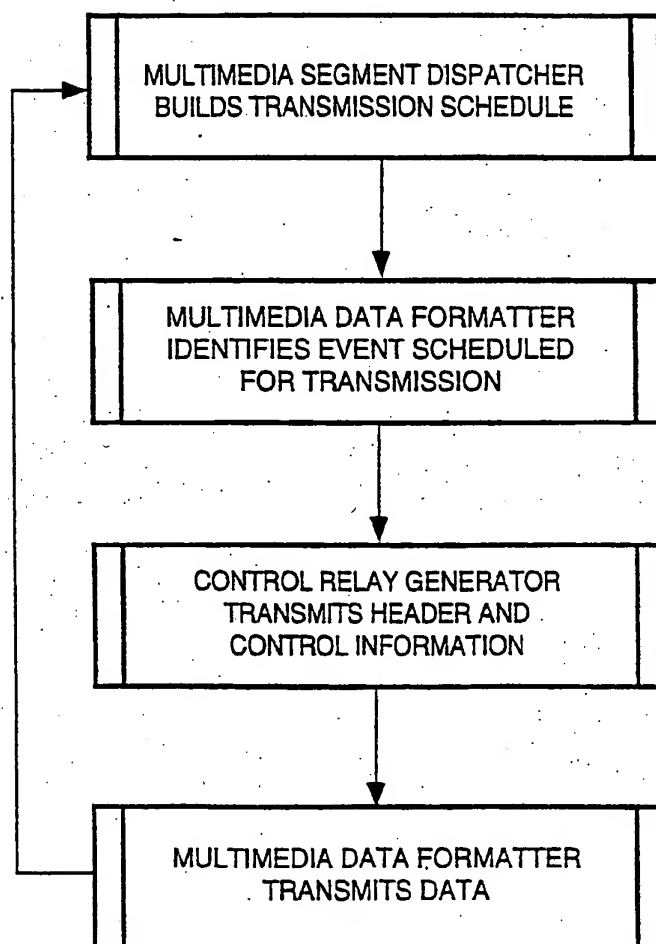 MULTIMEDIA SEGMENT DISPATCHER
BUILDS TRANSMISSION SCHEDULE
MULTIMEDIA DATA FORMATTER
IDENTIFIES EVENT SCHEDULED
FOR TRANSMISSION
CONTROL RELAY GENERATOR
TRANSMITS HEADER AND
CONTROL INFORMATION
MULTIMEDIA DATA FORMATTER
TRANSMITS DATA